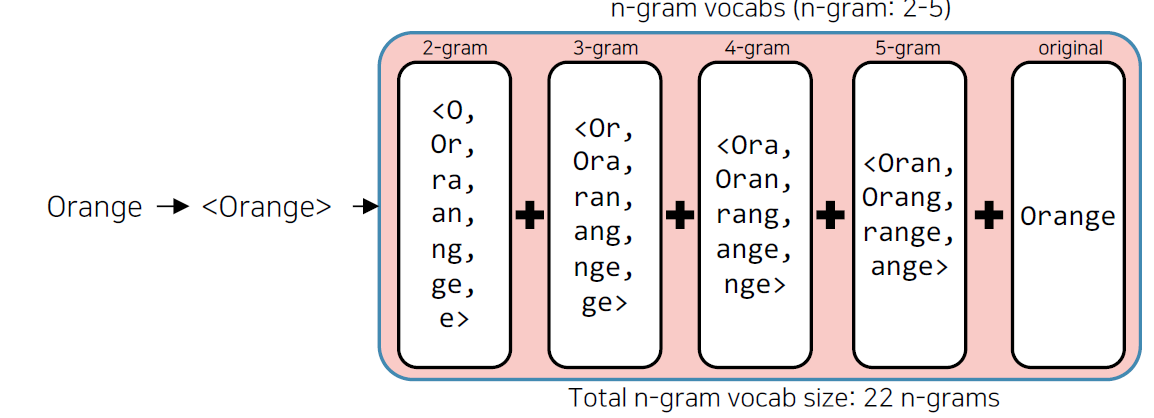 n-gram vocabs (n-gram: 2-5)
2-gram
3-gram
4-gram
5-gram
original
Orange
<Orange>
<O,
Or,
ra,
an,
ng,
ge,
e>
<Or,
Ora,
ran,
ang,
nge,
ge>
<Ora,
Oran,
rang,
ange,
nge>
<Oran,
Orang,
range,
ange>
Orange
Total n-gram vocab size: 22 n-grams